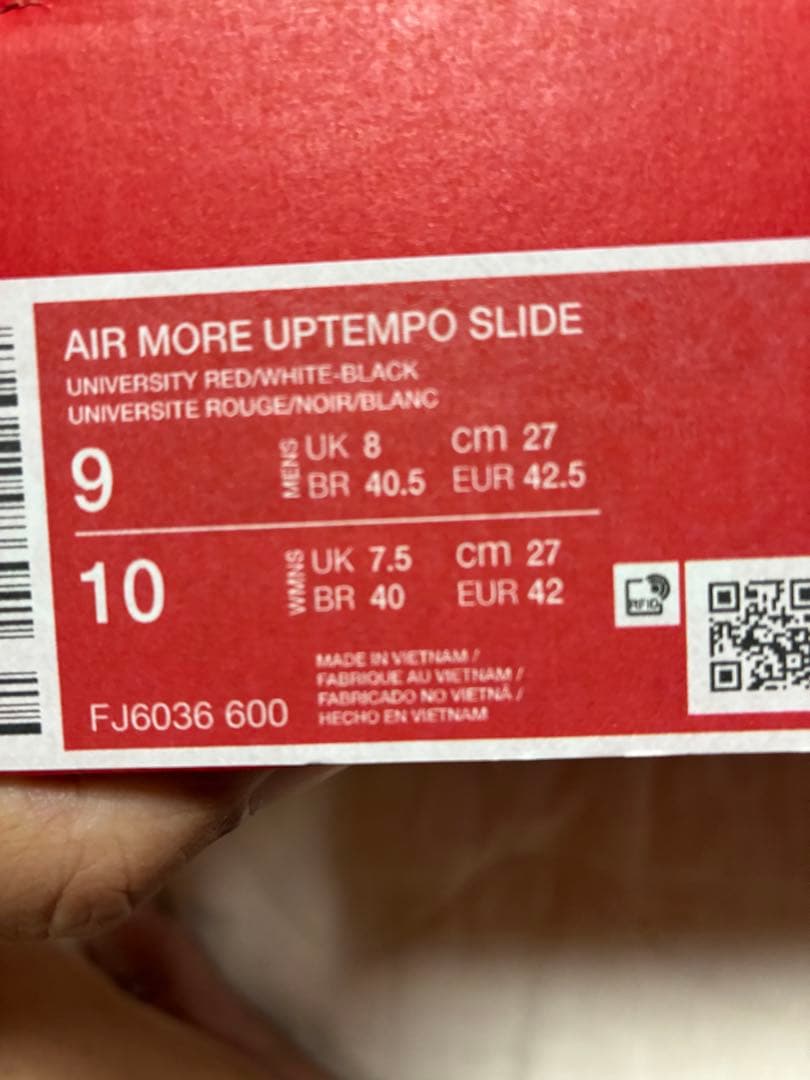 AIR MORE UPTEMPO SLIDE
UNIVERSITY RED/WHITE-BLACK
UNIVERSITE ROUGE/NOIR/BLANC
9 MENS UK 8 cm 27
BR 40.5 EUR 42.5
10 WMNS UK 7.5 cm 27
BR 40 EUR 42
RFID
MADE IN VIETNAM /
FABRIQUE AU VIETNAM /
FABRICADO NO VIETNÃ /
HECHO EN VIETNAM
FJ6036 600